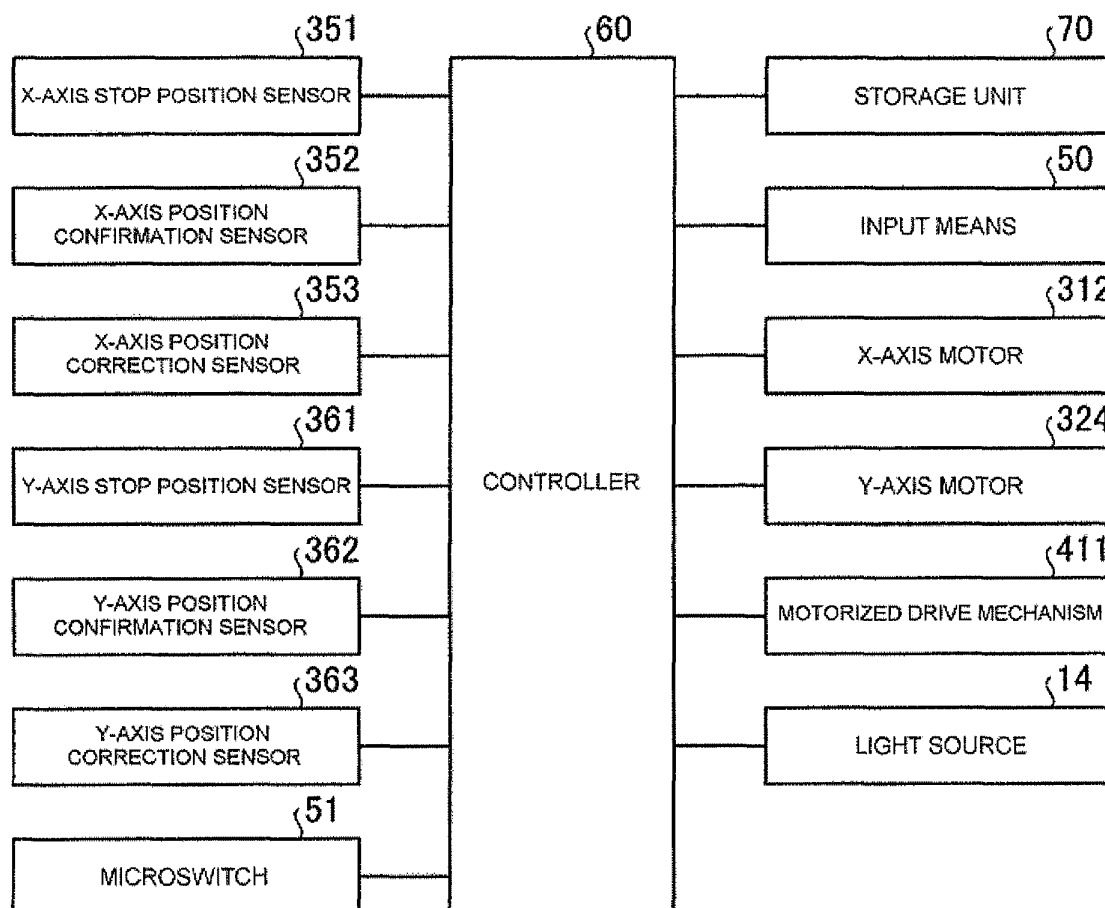 351
X-AXIS STOP POSITION SENSOR
352
X-AXIS POSITION
CONFIRMATION SENSOR
353
X-AXIS POSITION
CORRECTION SENSOR
361
Y-AXIS STOP POSITION SENSOR
362
Y-AXIS POSITION
CONFIRMATION SENSOR
363
Y-AXIS POSITION
CORRECTION SENSOR
51
MICROSWITCH
60
CONTROLLER
70
STORAGE UNIT
50
INPUT MEANS
312
X-AXIS MOTOR
324
Y-AXIS MOTOR
411
MOTORIZED DRIVE MECHANISM
14
LIGHT SOURCE